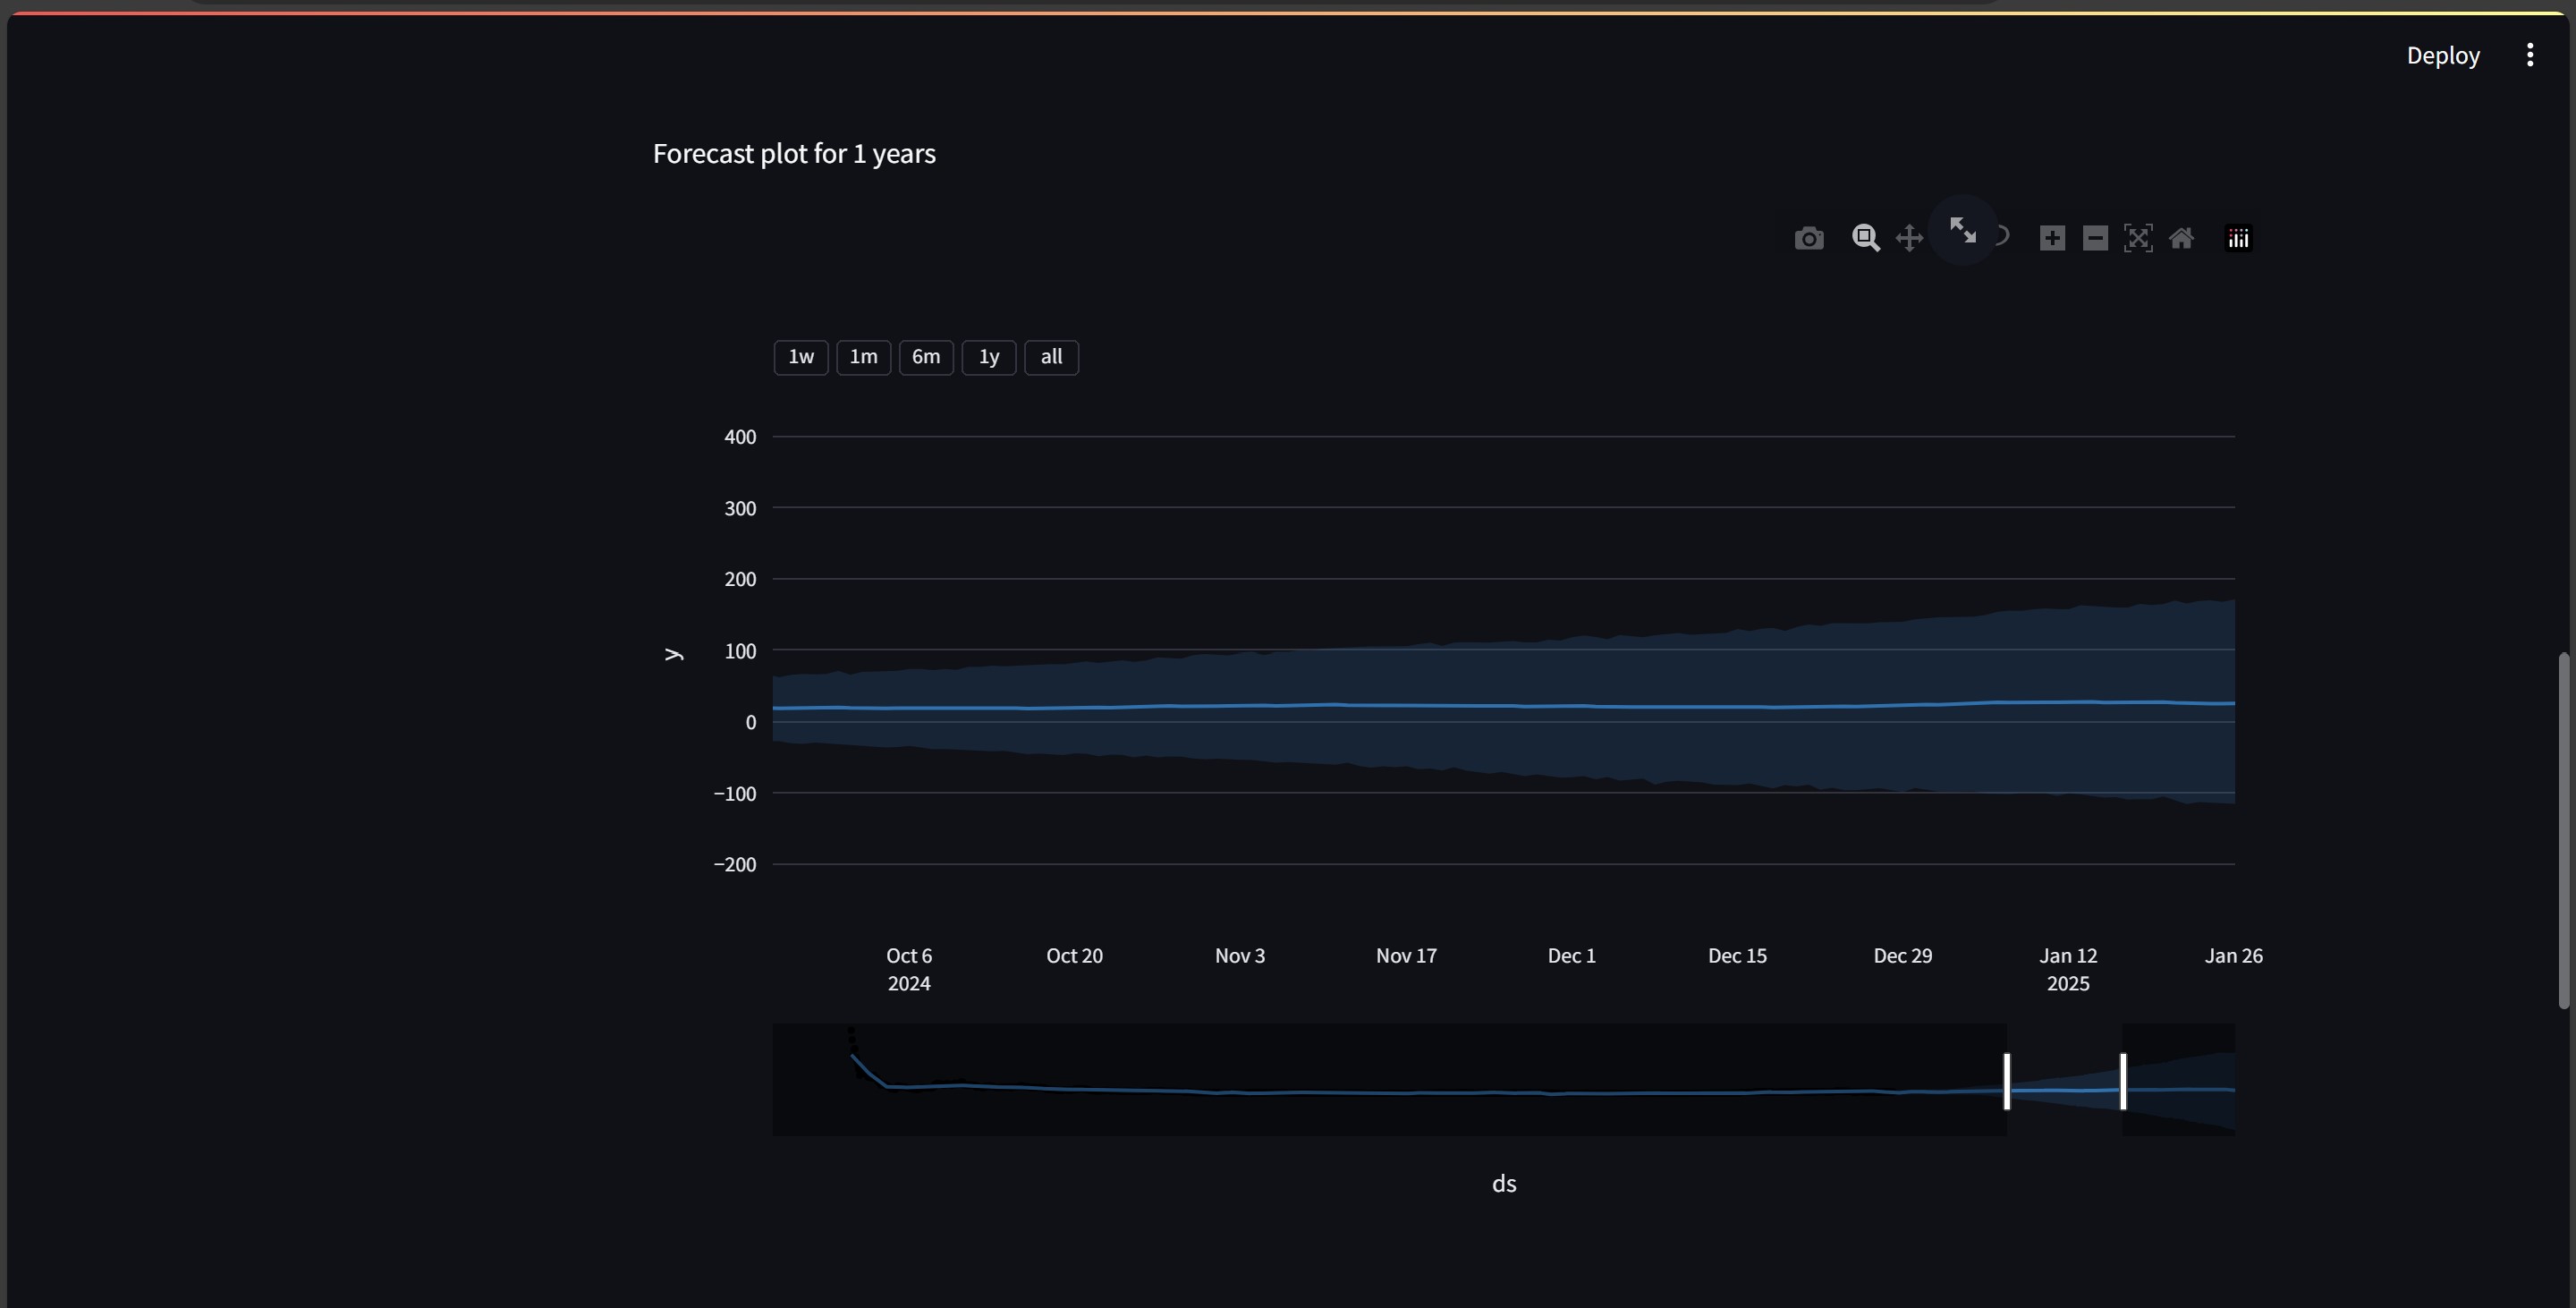 Deploy
Forecast plot for 1 years
1w 1m 6m 1y all
400
300
200
100
0
−100
−200
y
Oct 6 Oct 20 Nov 3 Nov 17 Dec 1 Dec 15 Dec 29 Jan 12 Jan 26
2024 2025
ds